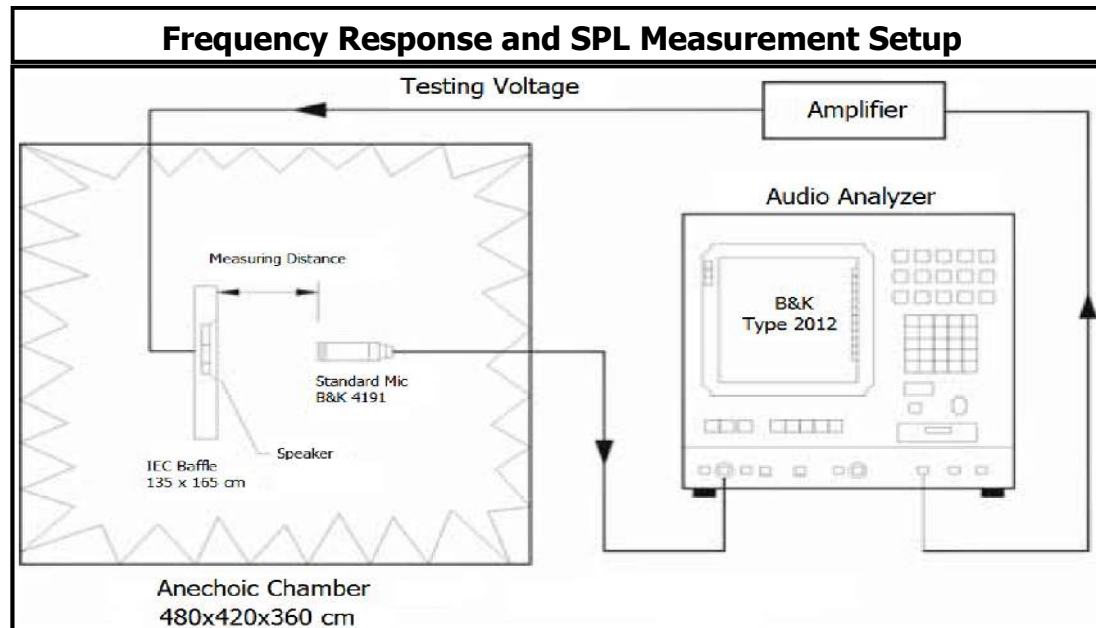 Frequency Response and SPL Measurement Setup
Testing Voltage
Amplifier
Audio Analyzer
Measuring Distance
B&K
Type 2012
Standard Mic
B&K 4191
Speaker
IEC Baffle
135 x 165 cm
Anechoic Chamber
480x420x360 cm